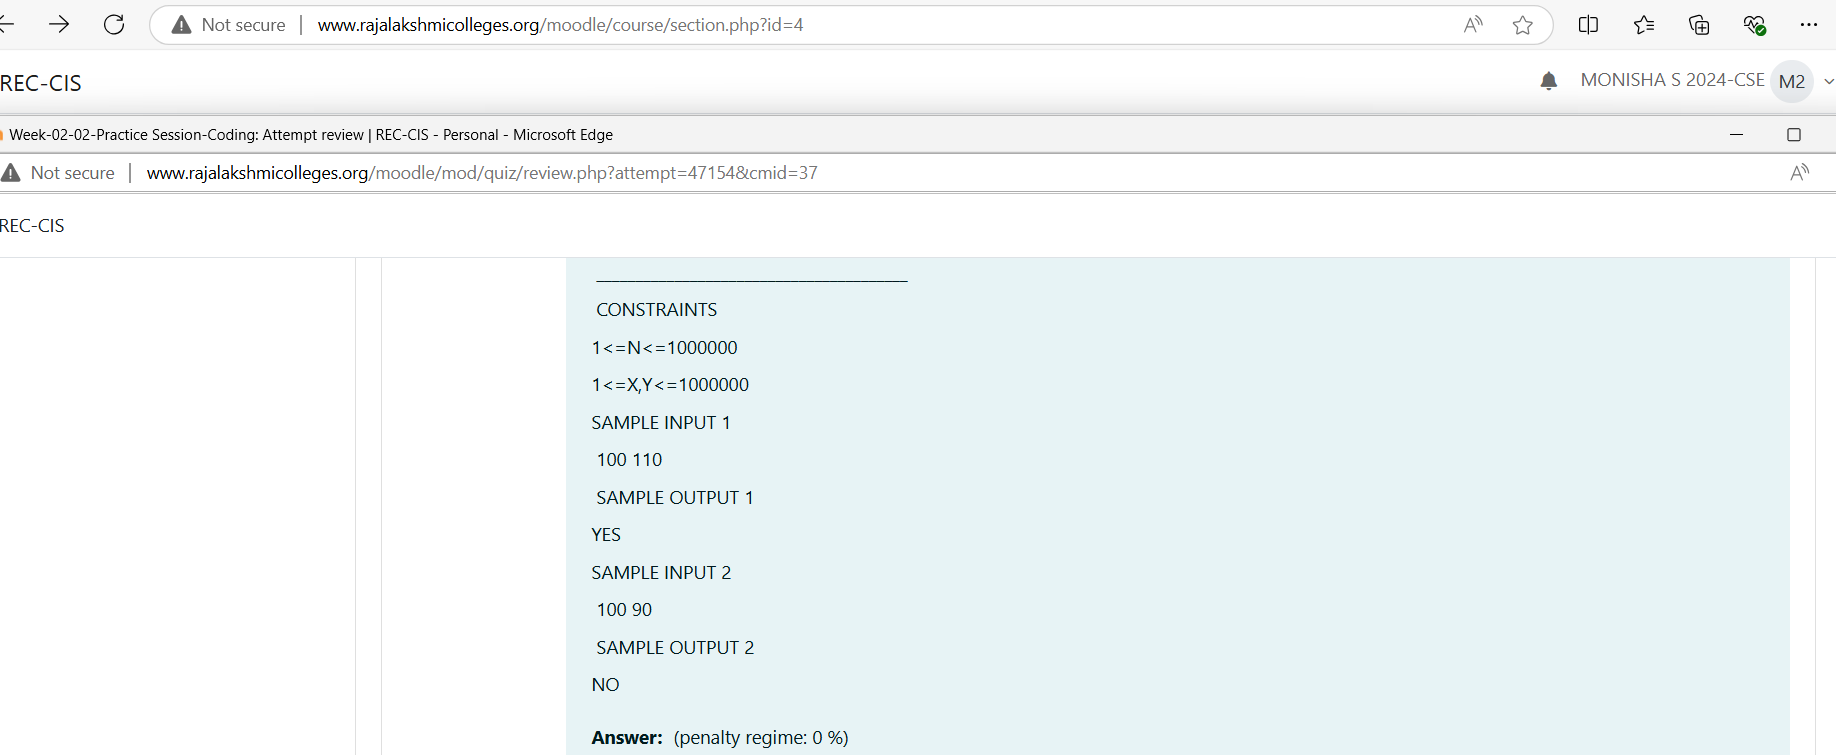 Not secure www.rajalakshmicolleges.org/moodle/course/section.php?id=4
REC-CIS
MONISHA S 2024-CSE M2
Week-02-02-Practice Session-Coding: Attempt review | REC-CIS - Personal - Microsoft Edge
Not secure www.rajalakshmicolleges.org/moodle/mod/quiz/review.php?attempt=47154&cmid=37
REC-CIS
CONSTRAINTS
1<=N<=1000000
1<=X,Y<=1000000
SAMPLE INPUT 1
100 110
SAMPLE OUTPUT 1
YES
SAMPLE INPUT 2
100 90
SAMPLE OUTPUT 2
NO
Answer: (penalty regime: 0 %)